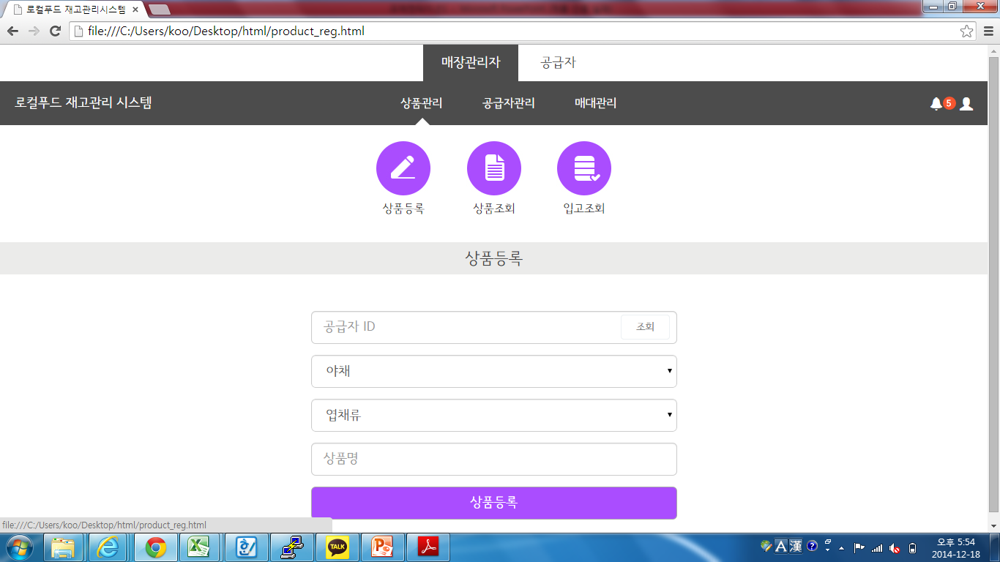 로컬푸드 재고관리시스템
file:///C:/Users/koo/Desktop/html/product_reg.html
매장관리자 공급자
로컬푸드 재고관리 시스템 상품관리 공급자관리 매대관리 5
상품등록 상품조회 입고조회
상품등록
공급자 ID 조회
야채
엽채류
상품명
상품등록
file:///C:/Users/koo/Desktop/html/product_reg.html
TALK A 漢 오후 5:54
2014-12-18